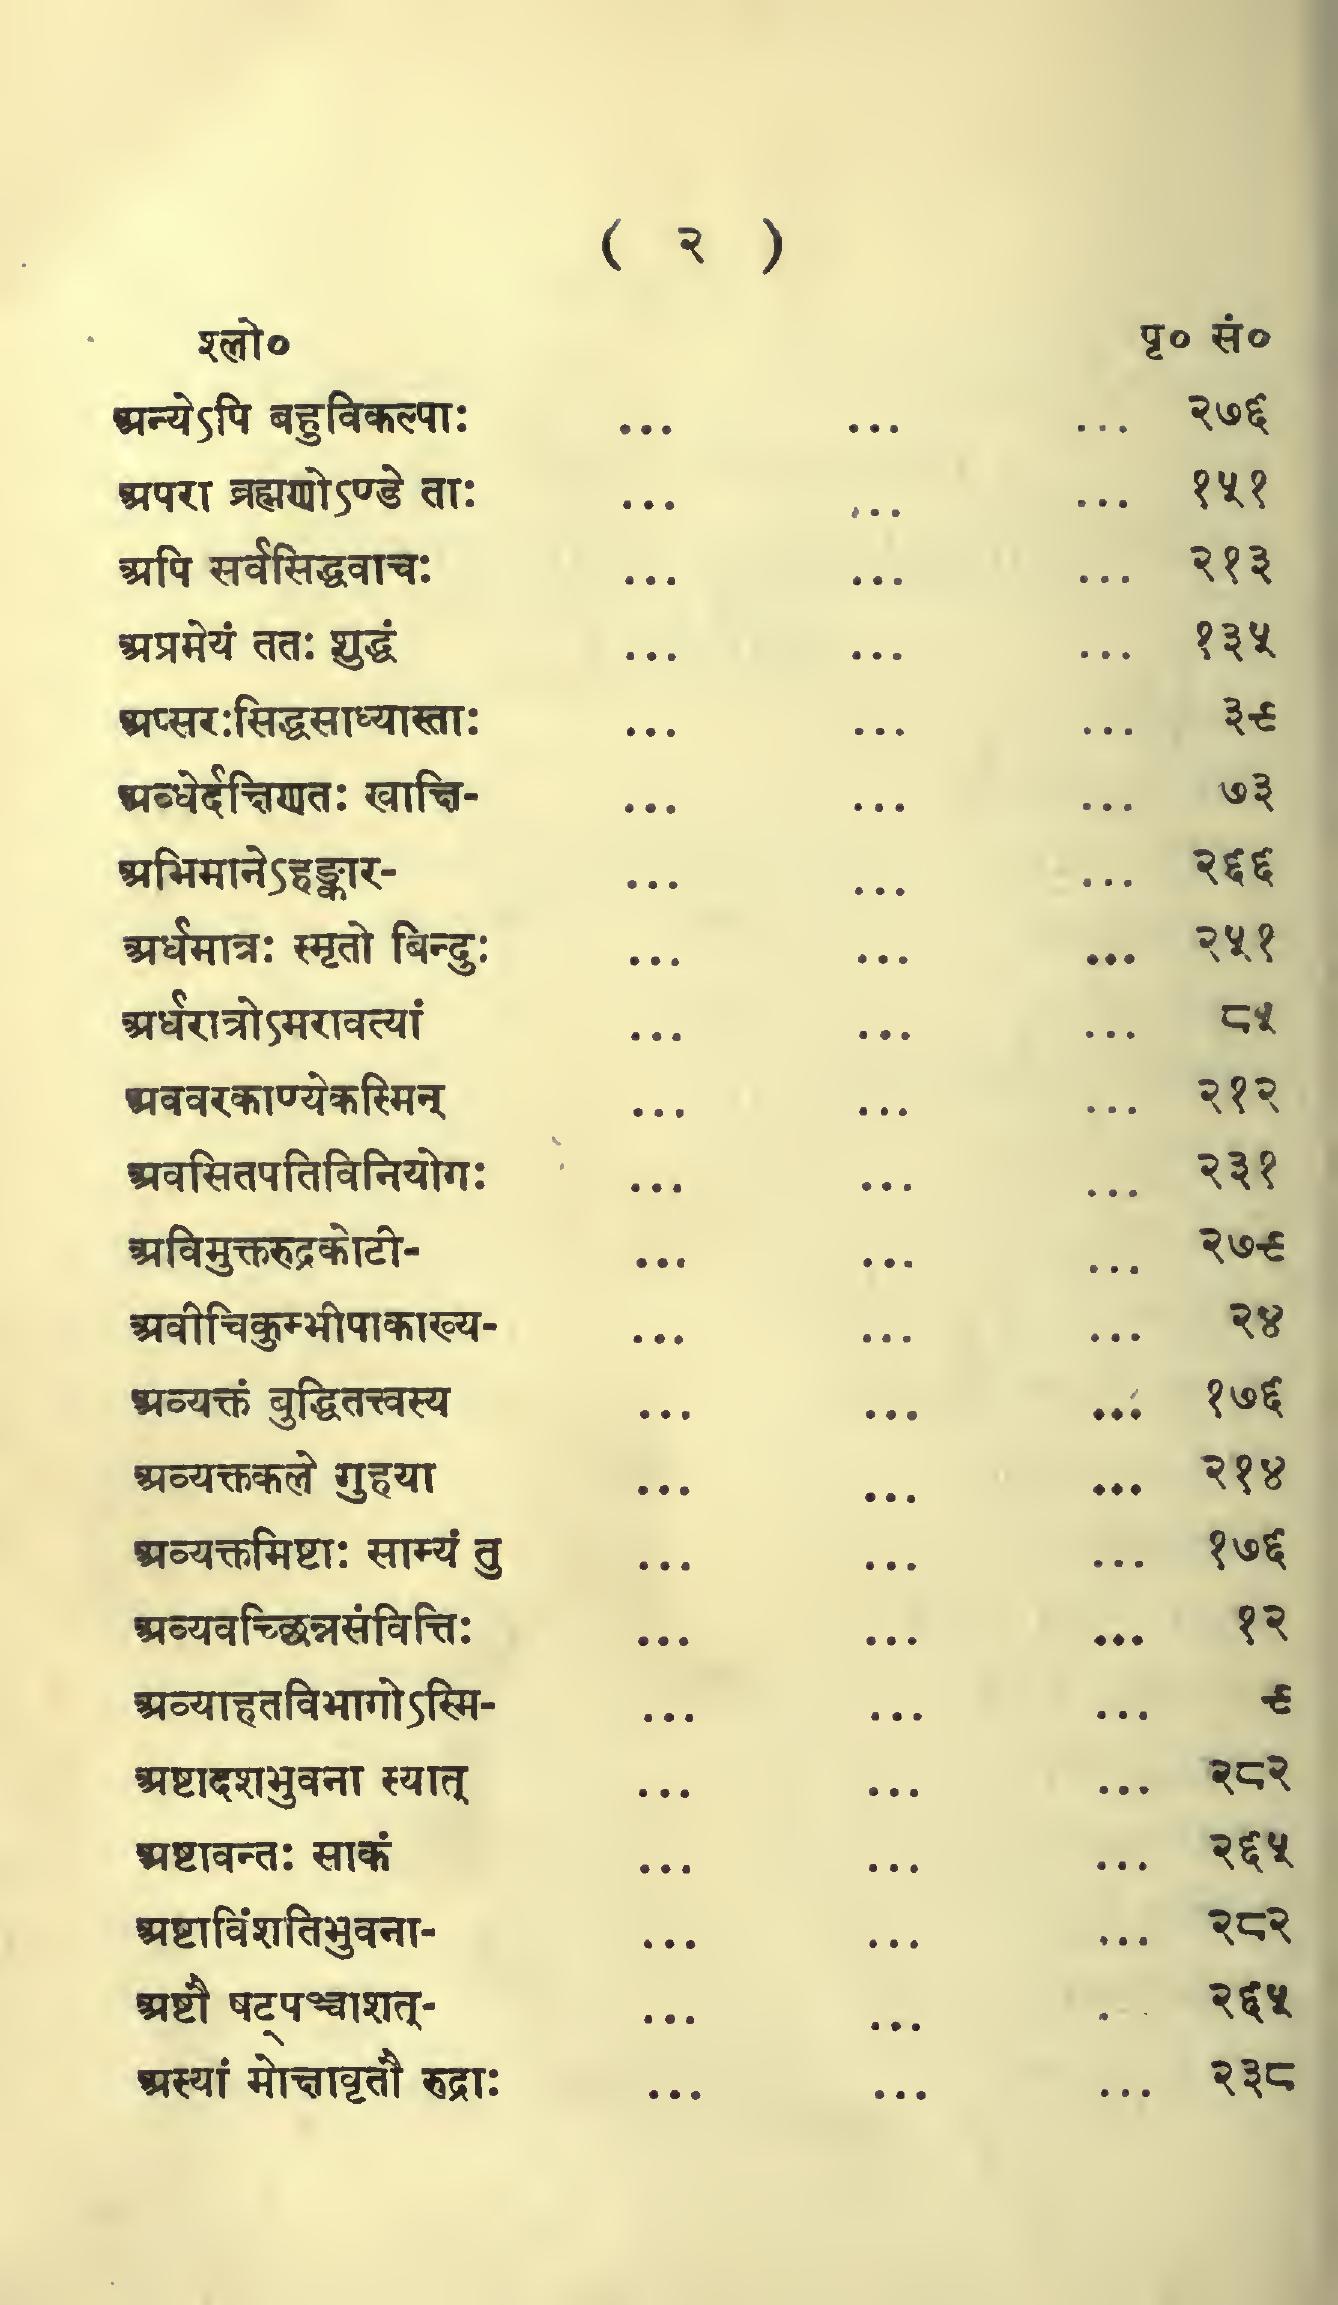 ( २ )
श्लो० पृ० सं०
अन्येऽपि बहुविकल्पाः ... ... ... २७६
अपरा ब्रह्मणोऽण्डे ताः ... ... ... १५१
अपि सर्वसिद्धवाचः ... ... ... २१३
अप्रमेयं ततः शुद्धं ... ... ... १३५
अप्सरःसिद्धसाध्यास्ताः ... ... ... ३९
अब्धेर्दक्षिणतः खाक्षि- ... ... ... ७३
अभिमानेऽहङ्कार- ... ... ... २६६
अर्धमात्रः स्मृतो बिन्दुः ... ... ... २५१
अर्धरात्रोऽमरावत्यां ... ... ... ८५
अववरकाण्येकस्मिन् ... ... ... २१२
अवसितपतिविनियोगः ... ... ... २३१
अविमुक्तरुद्रकोटी- ... ... ... २७९
अवीचिकुम्भीपाकाख्य- ... ... ... २४
अव्यक्तं बुद्धितत्त्वस्य ... ... ... १७६
अव्यक्तकले गुहया ... ... ... २१४
अव्यक्तमिष्टाः साम्यं तु ... ... ... १७६
अव्यवच्छिन्नसंवित्तिः ... ... ... १२
अव्याहतविभागोऽस्मि- ... ... ... ९
अष्टादशभुवना स्यात् ... ... ... २८२
अष्टावन्तः साकं ... ... ... २६५
अष्टाविंशतिभुवना- ... ... ... २८२
अष्टौ षट्पञ्चाशत्- ... ... . . २६५
अस्यां मोक्षावृतौ रुद्राः ... ... ... २३८